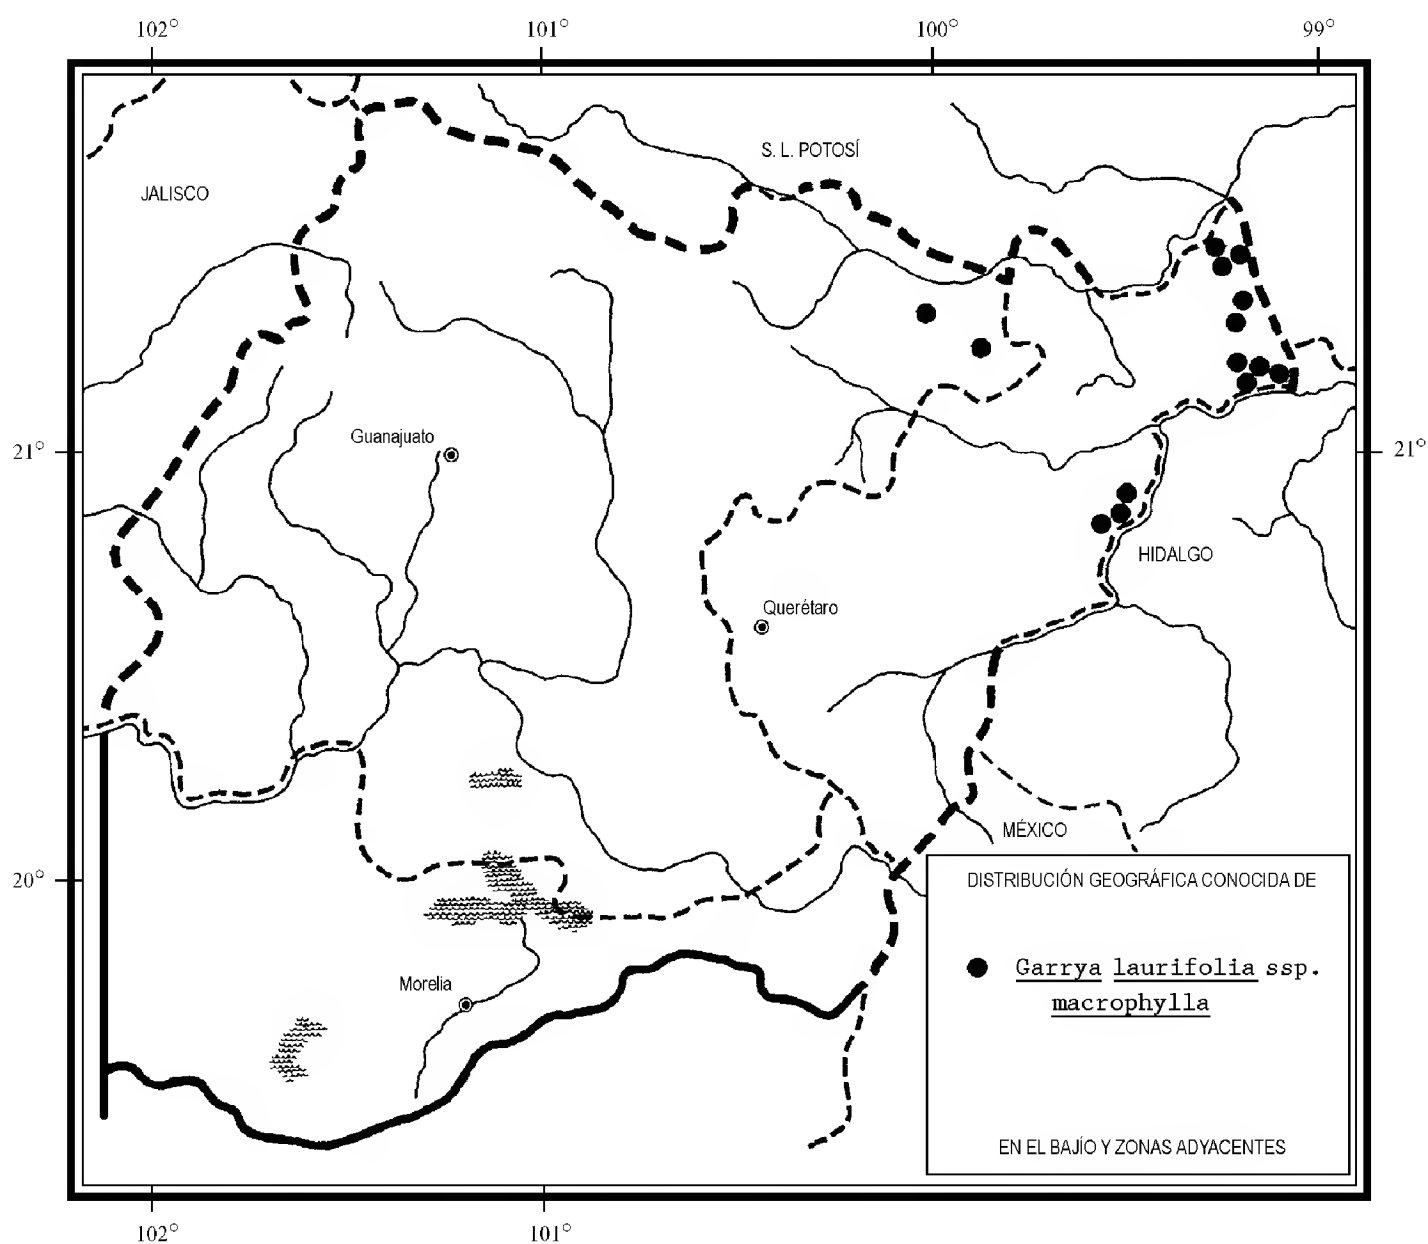 102° 101° 100° 99°
S. L. POTOSÍ
JALISCO
Guanajuato
21° 21°
HIDALGO
Querétaro
MÉXICO
20°
DISTRIBUCIÓN GEOGRÁFICA CONOCIDA DE
Garrya laurifolia ssp.
macrophylla
Morelia
EN EL BAJÍO Y ZONAS ADYACENTES
102° 101°